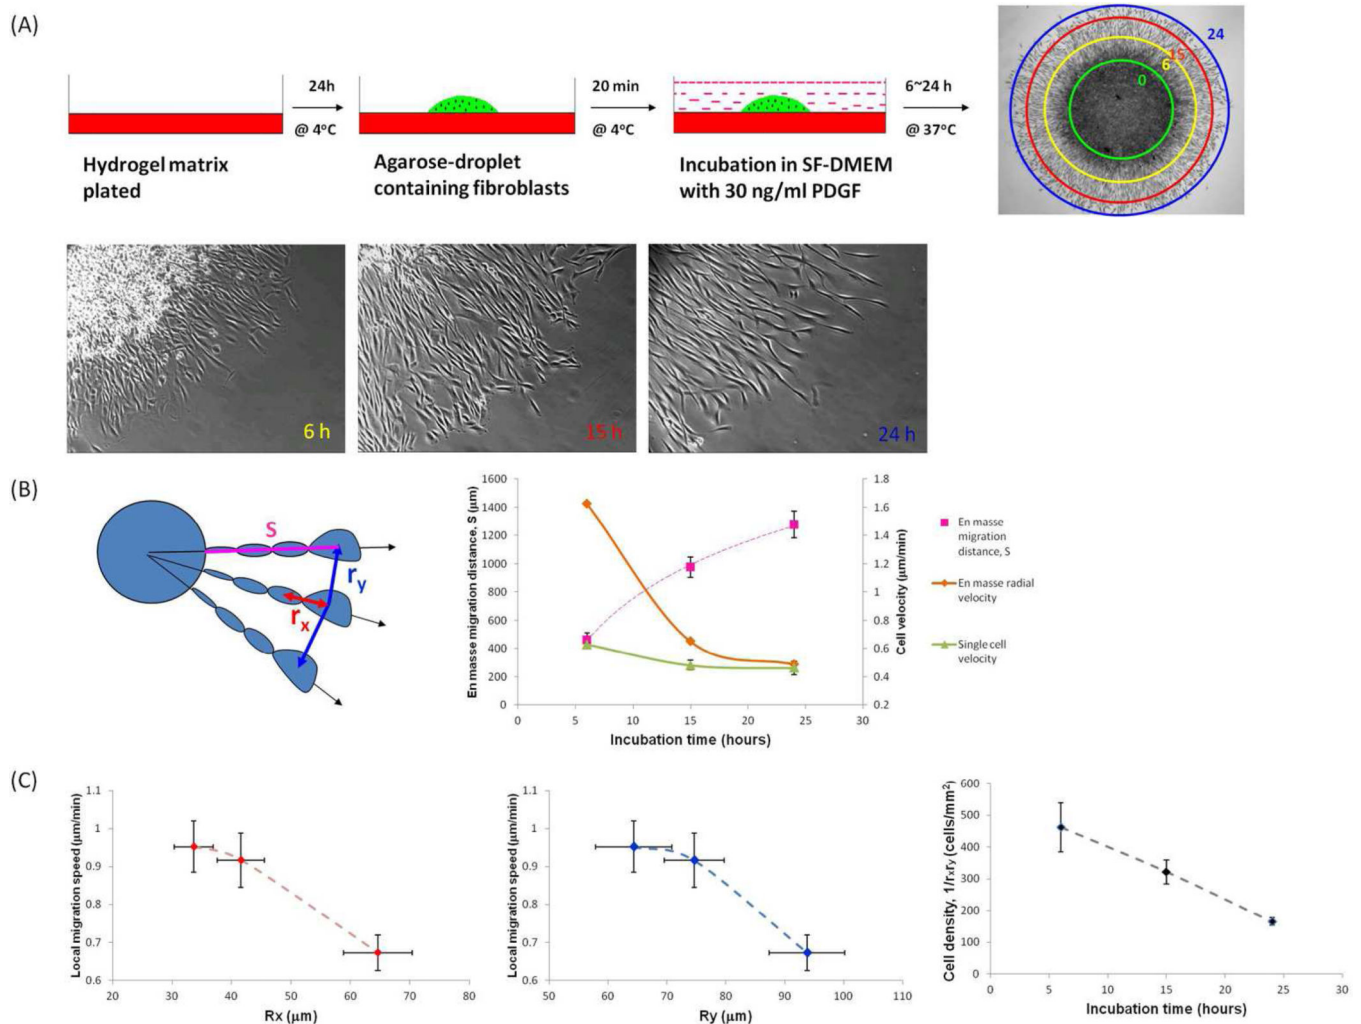 (A)
24h
@ 4°C
20 min
@ 4°C
6~24 h
@ 37°C
24
15
6
0
Hydrogel matrix
plated
Agarose-droplet
containing fibroblasts
Incubation in SF-DMEM
with 30 ng/ml PDGF
6 h
15 h
24 h
(B)
S
ry
rx
En masse migration distance, S (µm)
1600
1400
1200
1000
800
600
400
200
0
0 5 10 15 20 25 30
Incubation time (hours)
1.8
1.6
1.4
1.2
1
0.8
0.6
0.4
0.2
Cell velocity (µm/min)
En masse
migration
distance, S
En masse radial
velocity
Single cell
velocity
(C)
Local migration speed (µm/min)
1.1
1
0.9
0.8
0.7
0.6
20 30 40 50 60 70 80
Rx (µm)
Local migration speed (µm/min)
1.1
1
0.9
0.8
0.7
0.6
50 60 70 80 90 100 110
Ry (µm)
Cell density, 1/rxry (cells/mm²)
600
500
400
300
200
100
0
0 5 10 15 20 25 30
Incubation time (hours)